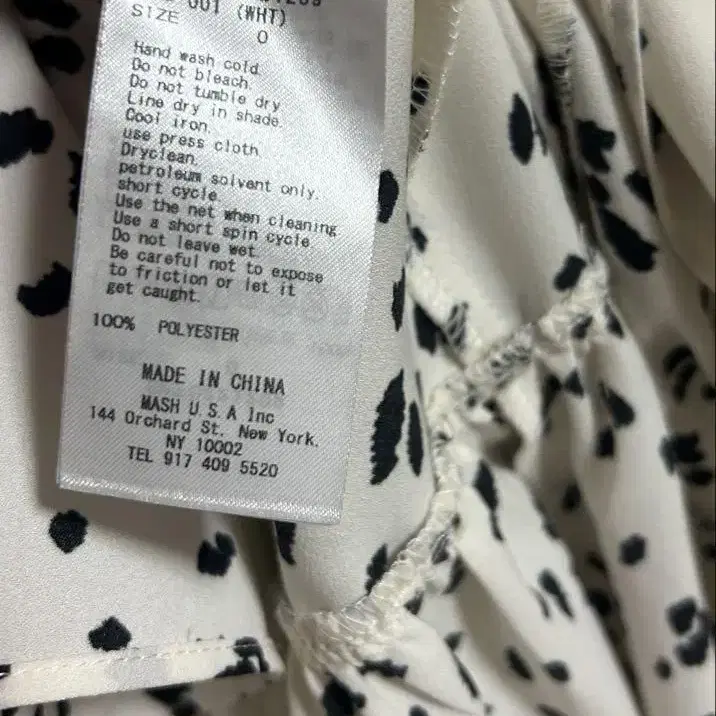 001 (WHT)
SIZE 0
Hand wash cold.
Do not bleach.
Do not tumble dry.
Line dry in shade.
Cool iron.
use press cloth
Dryclean.
petroleum solvent only.
short cycle.
Use the net when cleaning
Use a short spin cycle.
Do not leave wet.
Be careful not to expose
to friction or let it
get caught.
100% POLYESTER
MADE IN CHINA
MASH U.S.A Inc
144 Orchard St. New York.
NY 10002
TEL 917 409 5520